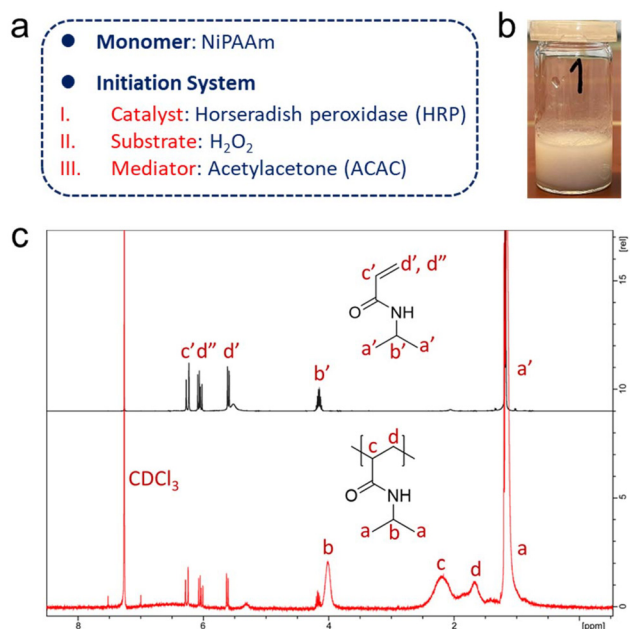 a
● Monomer: NiPAAm
● Initiation System
I. Catalyst: Horseradish peroxidase (HRP)
II. Substrate: H₂O₂
III. Mediator: Acetylacetone (ACAC)
b
1
c
[rel]
15
10
5
0
c’
d’, d’’
O
NH
a’
b’
a’
c’
d’’
d’
b’
a’
CDCl₃
c
d
O
NH
a
b
a
b
c
d
a
8
6
4
2
[ppm]